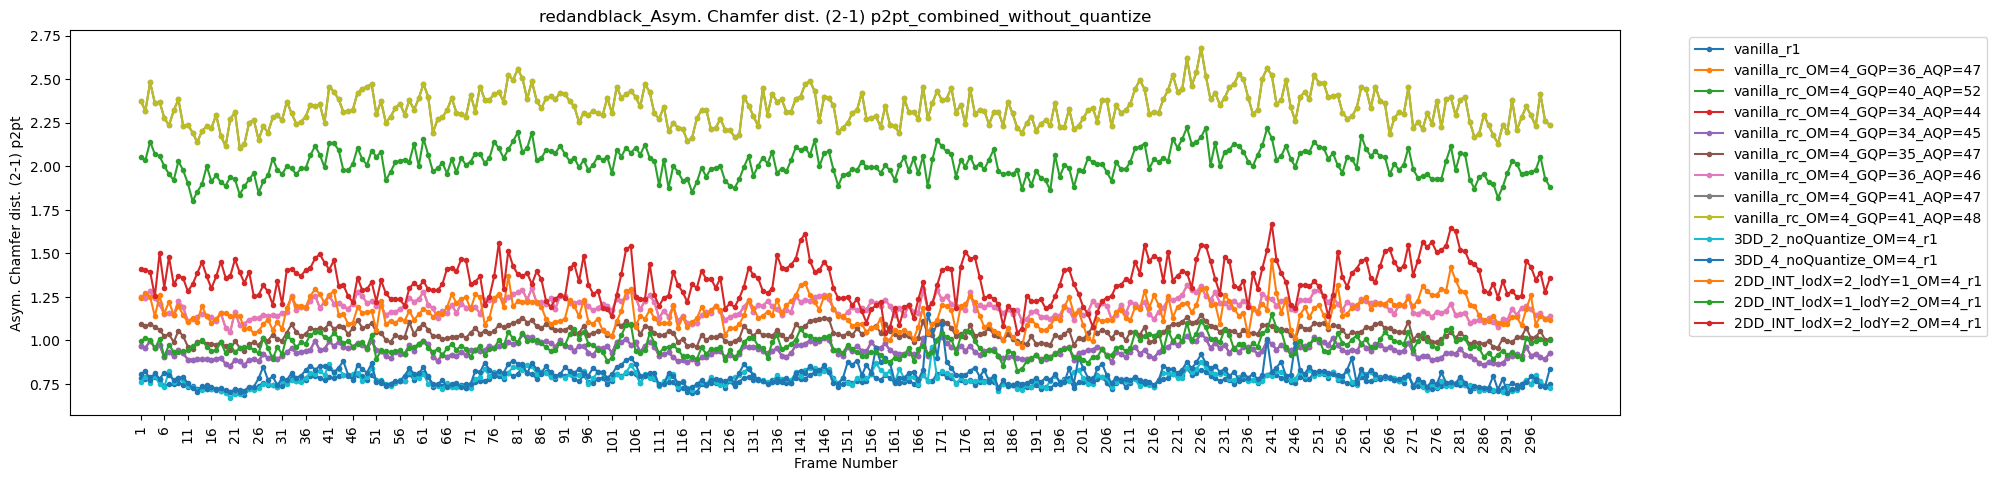 redandblack_Asym. Chamfer dist. (2-1) p2pt_combined_without_quantize
Asym. Chamfer dist. (2-1) p2pt
2.75
2.50
2.25
2.00
1.75
1.50
1.25
1.00
0.75
1 6 11 16 21 26 31 36 41 46 51 56 61 66 71 76 81 86 91 96 101 106 111 116 121 126 131 136 141 146 151 156 161 166 171 176 181 186 191 196 201 206 211 216 221 226 231 236 241 246 251 256 261 266 271 276 281 286 291 296
Frame Number
vanilla_r1
vanilla_rc_OM=4_GQP=36_AQP=47
vanilla_rc_OM=4_GQP=40_AQP=52
vanilla_rc_OM=4_GQP=34_AQP=44
vanilla_rc_OM=4_GQP=34_AQP=45
vanilla_rc_OM=4_GQP=35_AQP=47
vanilla_rc_OM=4_GQP=36_AQP=46
vanilla_rc_OM=4_GQP=41_AQP=47
vanilla_rc_OM=4_GQP=41_AQP=48
3DD_2_noQuantize_OM=4_r1
3DD_4_noQuantize_OM=4_r1
2DD_INT_lodX=2_lodY=1_OM=4_r1
2DD_INT_lodX=1_lodY=2_OM=4_r1
2DD_INT_lodX=2_lodY=2_OM=4_r1